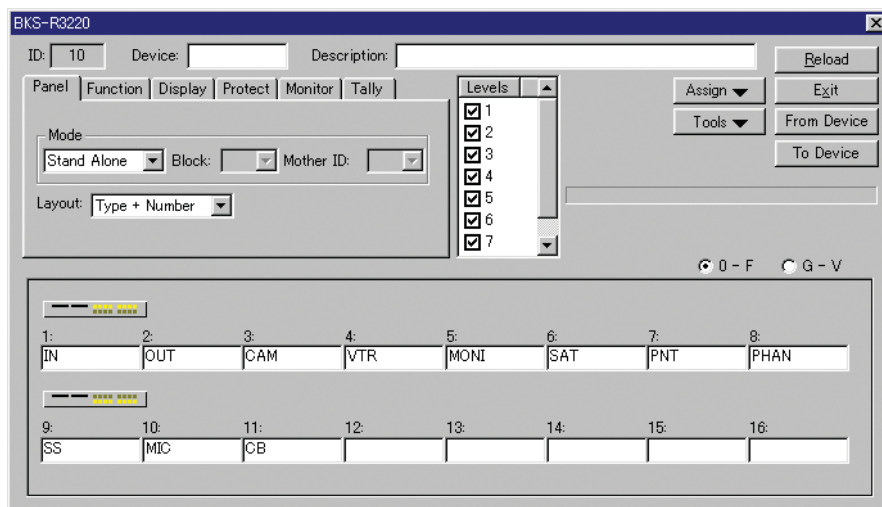 BKS-R3220
ID: 10 Device: Description: Reload
Panel Function Display Protect Monitor Tally Levels Assign Exit
1
Mode 2 Tools From Device
Stand Alone Block: Mother ID: 3 To Device
4
Layout: Type + Number 5
6
7
0 - F G - V
1: 2: 3: 4: 5: 6: 7: 8:
IN OUT CAM VTR MONI SAT PNT PHAN
9: 10: 11: 12: 13: 14: 15: 16:
SS MIC CB